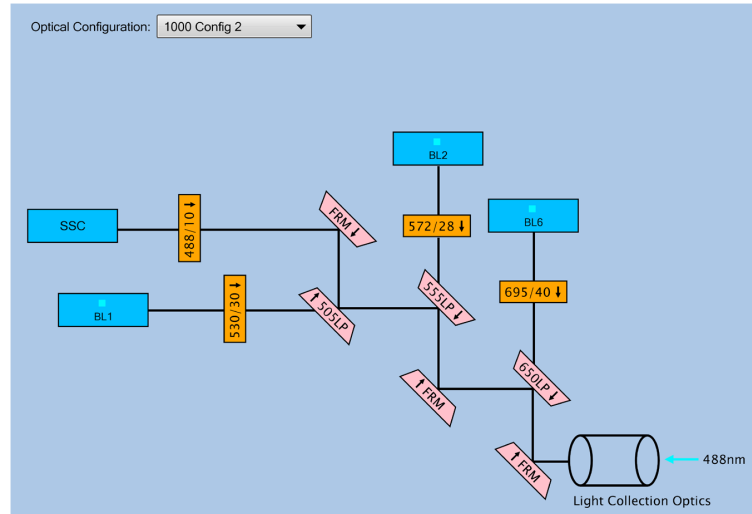 Optical Configuration: 1000 Config 2
BL2
SSC
488/10 ↓
FRM ↓
572/28 ↓
BL6
BL1
530/30 ↓
↑ 505LP
555LP ↓
695/40 ↓
↑ FRM
650LP ↓
↑ FRM
488nm
Light Collection Optics